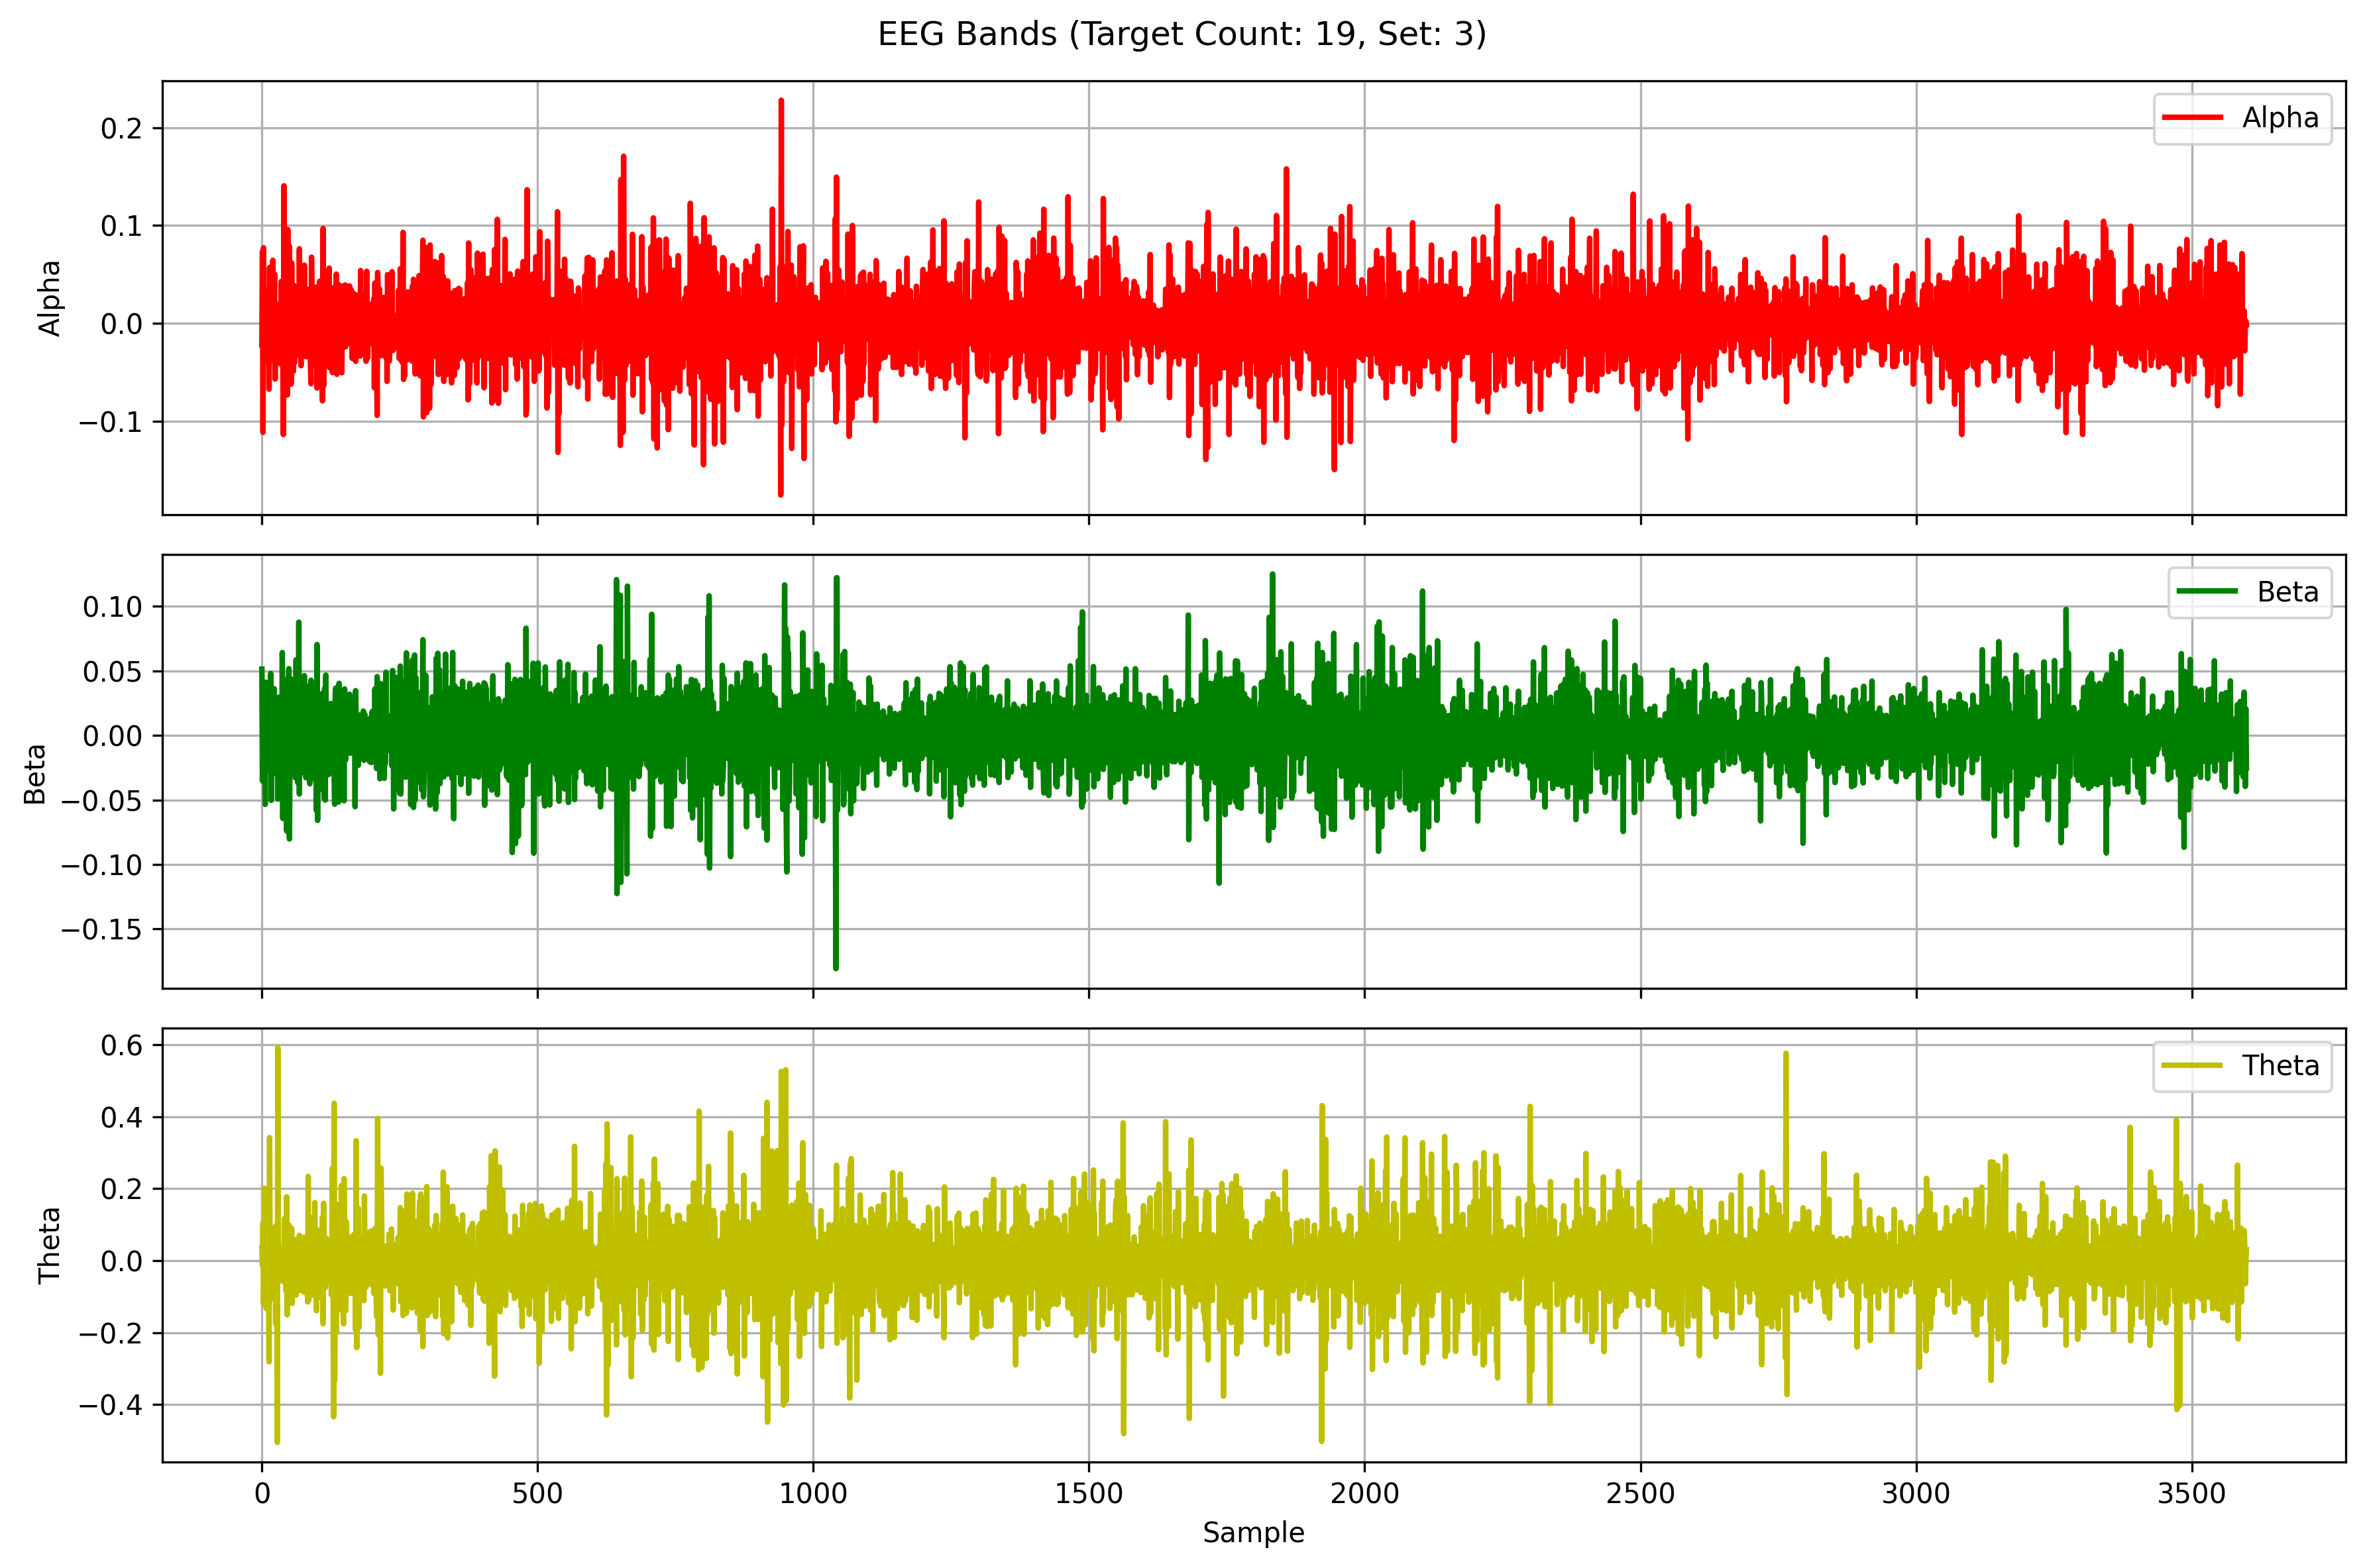 EEG Bands (Target Count: 19, Set: 3)
Alpha
0.2
0.1
0.0
−0.1
Alpha
Beta
0.10
0.05
0.00
−0.05
−0.10
−0.15
Beta
Theta
0.6
0.4
0.2
0.0
−0.2
−0.4
Theta
0 500 1000 1500 2000 2500 3000 3500
Sample